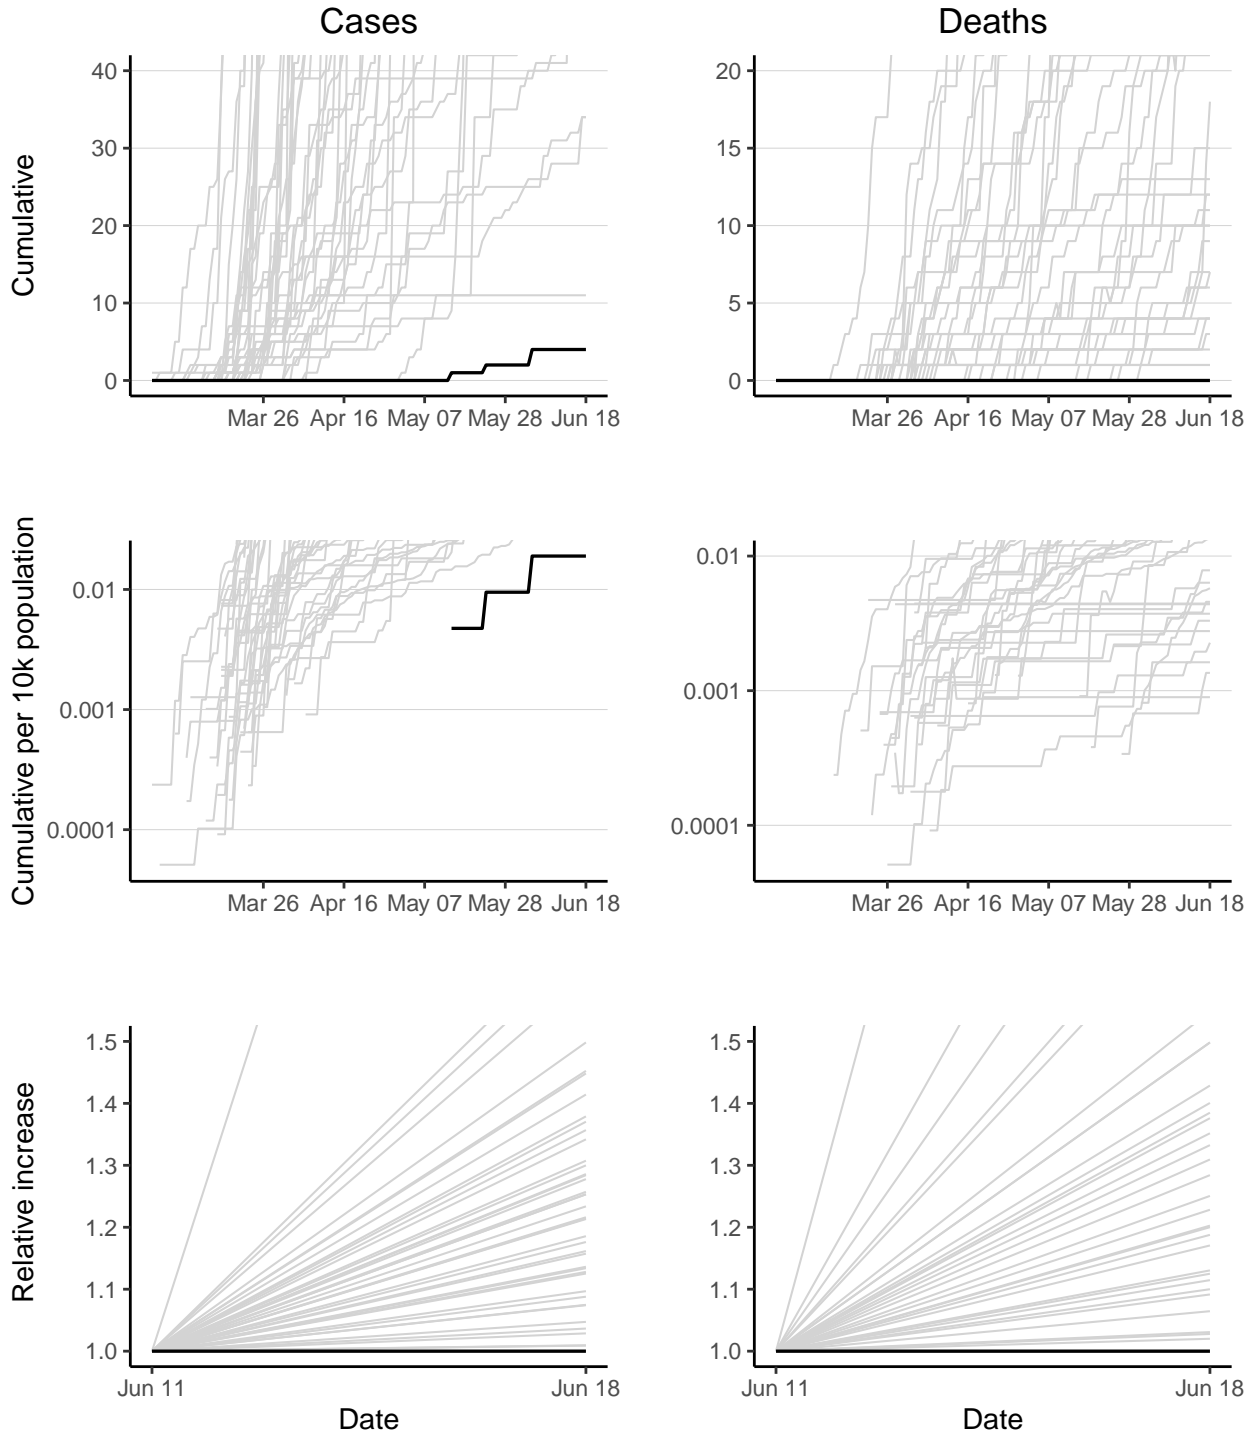 Cases
Deaths
Cumulative
40
30
20
10
0
Mar 26 Apr 16 May 07 May 28 Jun 18
20
15
10
5
0
Mar 26 Apr 16 May 07 May 28 Jun 18
Cumulative per 10k population
0.01
0.001
0.0001
Mar 26 Apr 16 May 07 May 28 Jun 18
0.01
0.001
0.0001
Mar 26 Apr 16 May 07 May 28 Jun 18
Relative increase
1.5
1.4
1.3
1.2
1.1
1.0
Jun 11 Jun 18
Date
1.5
1.4
1.3
1.2
1.1
1.0
Jun 11 Jun 18
Date